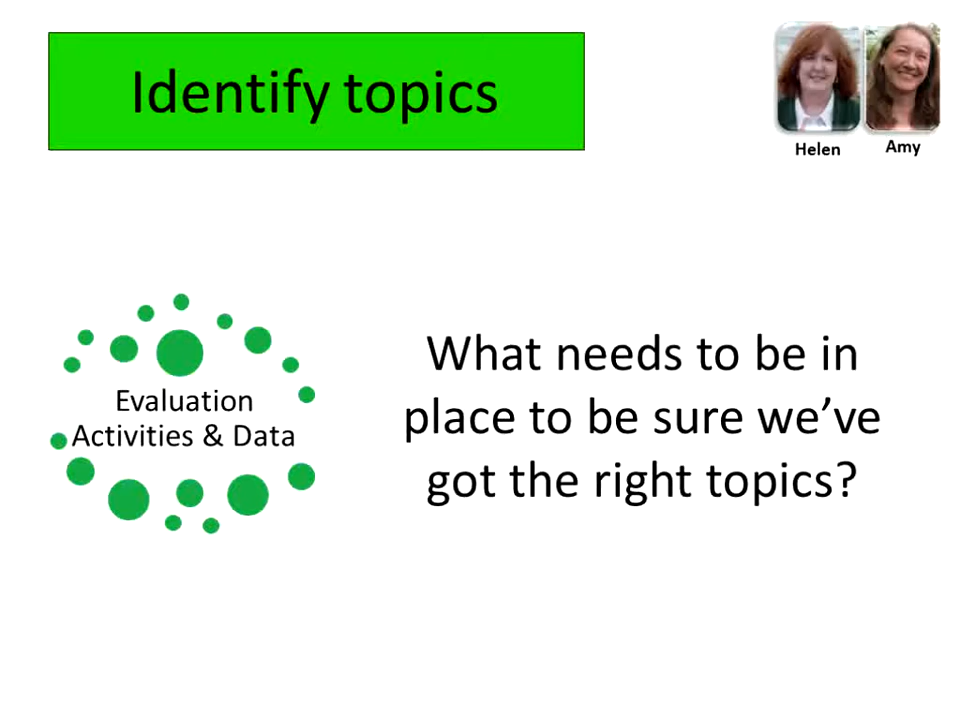 Identify topics
Helen
Amy
Evaluation
Activities & Data
What needs to be in
place to be sure we’ve
got the right topics?